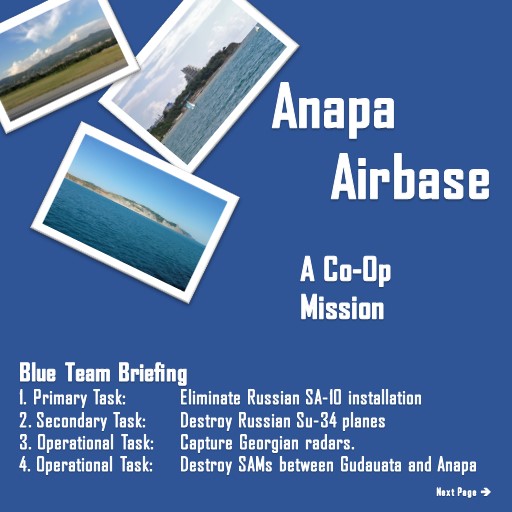 Anapa
Airbase
A Co-Op
Mission
Blue Team Briefing
1. Primary Task: Eliminate Russian SA-10 installation
2. Secondary Task: Destroy Russian Su-34 planes
3. Operational Task: Capture Georgian radars.
4. Operational Task: Destroy SAMs between Gudauata and Anapa
Next Page →